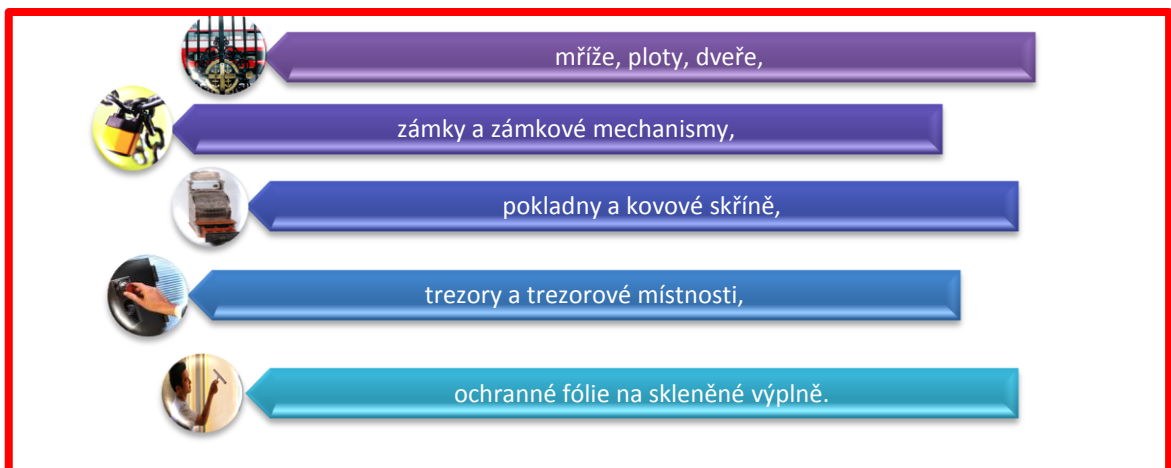 mříže, ploty, dveře,
zámky a zámkové mechanismy,
pokladny a kovové skříně,
trezory a trezorové místnosti,
ochranné fólie na skleněné výplně.